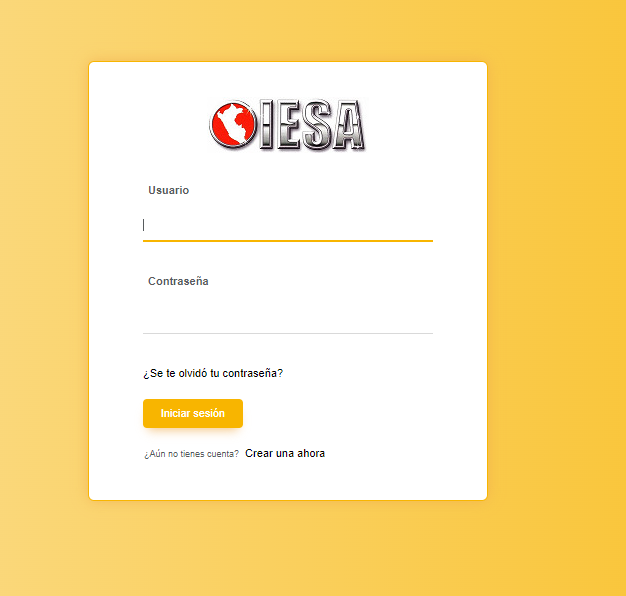 IESA
Usuario
Contraseña
¿Se te olvidó tu contraseña?
Iniciar sesión
¿Aún no tienes cuenta? Crear una ahora